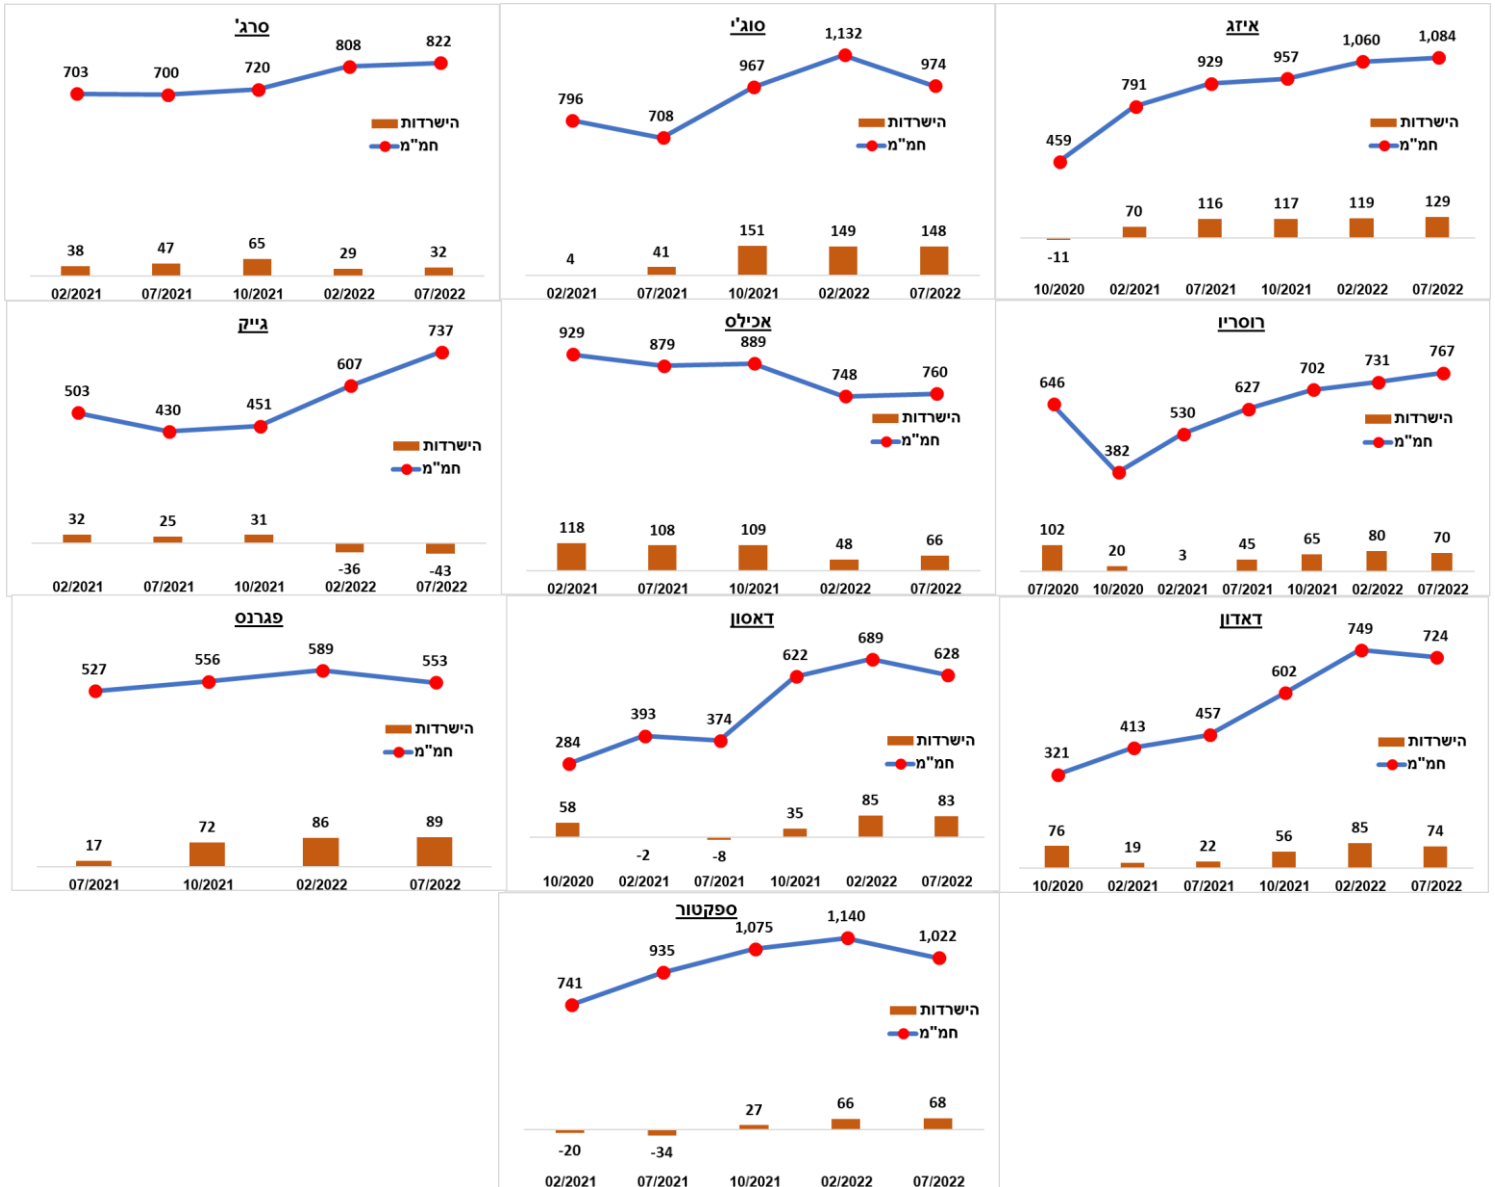 איזג
459 791 929 957 1,060 1,084
הישרדות
חמ"מ
-11 70 116 117 119 129
10/2020 02/2021 07/2021 10/2021 02/2022 07/2022
סוג'י
796 708 967 1,132 974
הישרדות
חמ"מ
4 41 151 149 148
02/2021 07/2021 10/2021 02/2022 07/2022
סרג'
703 700 720 808 822
הישרדות
חמ"מ
38 47 65 29 32
02/2021 07/2021 10/2021 02/2022 07/2022
רוסריו
646 382 530 627 702 731 767
הישרדות
חמ"מ
102 20 3 45 65 80 70
07/2020 10/2020 02/2021 07/2021 10/2021 02/2022 07/2022
אכילס
929 879 889 748 760
הישרדות
חמ"מ
118 108 109 48 66
02/2021 07/2021 10/2021 02/2022 07/2022
גייק
503 430 451 607 737
הישרדות
חמ"מ
32 25 31 -36 -43
02/2021 07/2021 10/2021 02/2022 07/2022
דאדון
321 413 457 602 749 724
הישרדות
חמ"מ
76 19 22 56 85 74
10/2020 02/2021 07/2021 10/2021 02/2022 07/2022
דאסון
284 393 374 622 689 628
הישרדות
חמ"מ
58 -2 -8 35 85 83
10/2020 02/2021 07/2021 10/2021 02/2022 07/2022
פגרנס
527 556 589 553
הישרדות
חמ"מ
17 72 86 89
07/2021 10/2021 02/2022 07/2022
ספקטור
741 935 1,075 1,140 1,022
הישרדות
חמ"מ
-20 -34 27 66 68
02/2021 07/2021 10/2021 02/2022 07/2022